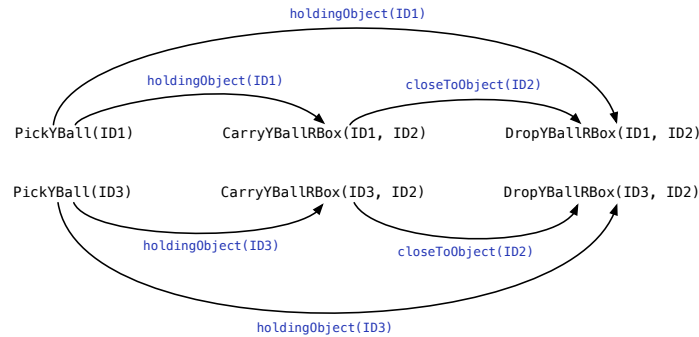 holdingObject(ID1)
holdingObject(ID1)
closeToObject(ID2)
PickYBall(ID1) CarryYBallRBox(ID1, ID2) DropYBallRBox(ID1, ID2)
PickYBall(ID3) CarryYBallRBox(ID3, ID2) DropYBallRBox(ID3, ID2)
holdingObject(ID3)
closeToObject(ID2)
holdingObject(ID3)